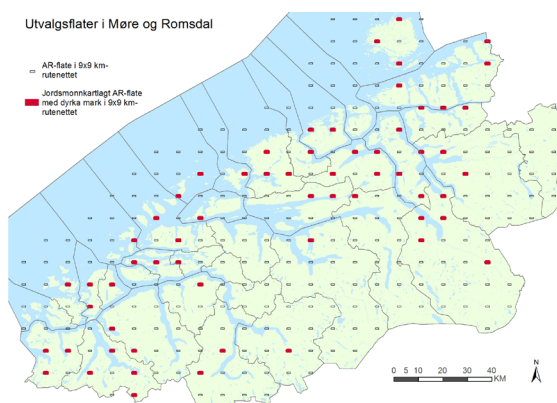 Utvalgsflater i Møre og Romsdal
AR-flate i 9x9 km-
rutenettet
Jordsmonnkartlagt AR-flate
med dyrka mark i 9x9 km-
rutenettet
0 5 10 20 30 40
KM
N